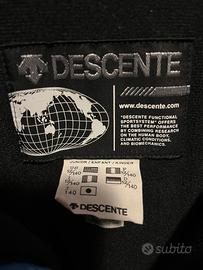 DESCENTE
www.descente.com
"DESCENTE FUNCTIONAL
SPORTSYSTEM" OFFERS
THE BEST PERFORMANCE
BY COMBINING RESEARCH
ON THE HUMAN BODY,
CLIMATIC CONDITIONS,
AND BIOMECHANICS.
JUNIOR / ENFANT / KINDER
140
DESCENTE
subito